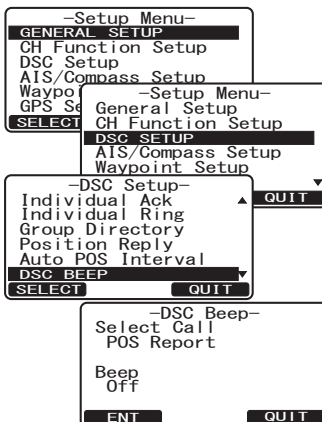 –Setup Menu–
GENERAL SETUP
CH Function Setup
DSC Setup
AIS/Compass Setup
GPS
SELECT
–Setup Menu–
General Setup
CH Function Setup
DSC SETUP
AIS/Compass Setup
Waypoint Setup
QUIT
–DSC Setup–
Individual Ack
Individual Ring
Group Directory
Position Reply
Auto POS Interval
DSC BEEP
SELECT QUIT
–DSC Beep–
Select Call
POS Report
Beep
Off
ENT QUIT